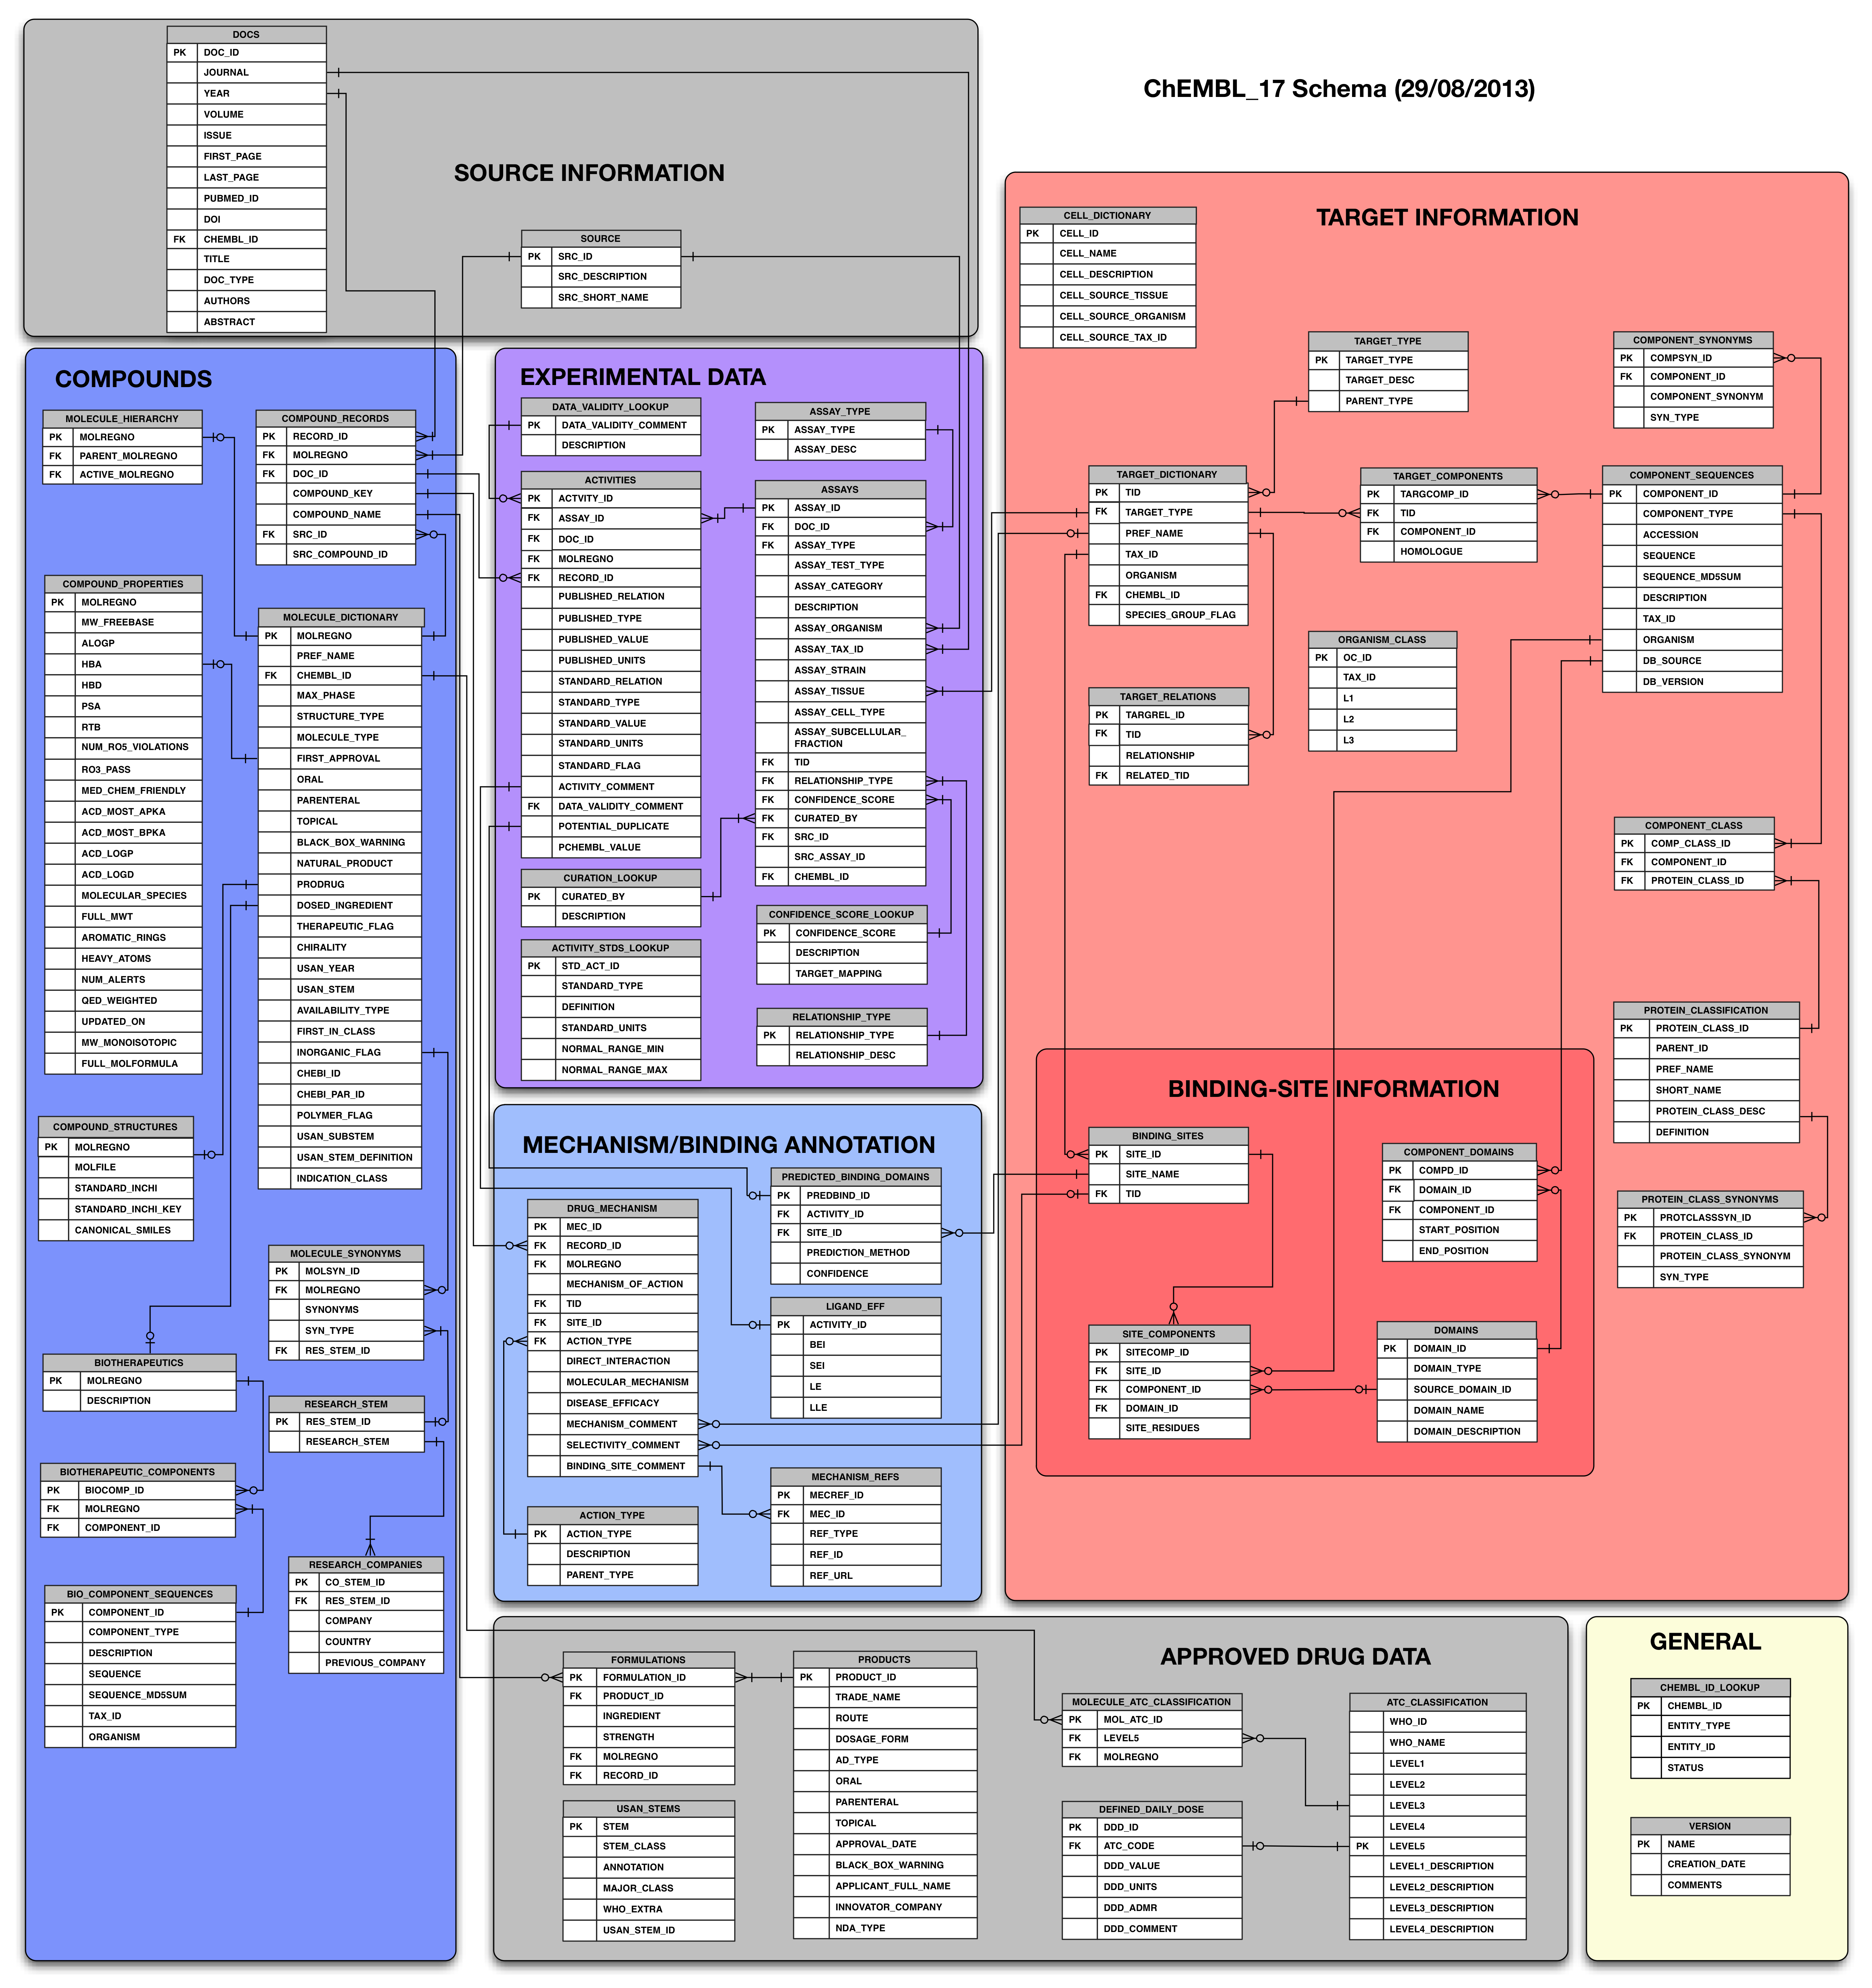 ChEMBL_17 Schema (29/08/2013)
SOURCE INFORMATION
DOCS
PK DOC_ID
JOURNAL
YEAR
VOLUME
ISSUE
FIRST_PAGE
LAST_PAGE
PUBMED_ID
DOI
FK CHEMBL_ID
TITLE
DOC_TYPE
AUTHORS
ABSTRACT
SOURCE
PK SRC_ID
SRC_DESCRIPTION
SRC_SHORT_NAME
COMPOUNDS
MOLECULE_HIERARCHY
PK MOLREGNO
FK PARENT_MOLREGNO
FK ACTIVE_MOLREGNO
COMPOUND_RECORDS
PK RECORD_ID
FK MOLREGNO
FK DOC_ID
COMPOUND_KEY
COMPOUND_NAME
FK SRC_ID
SRC_COMPOUND_ID
COMPOUND_PROPERTIES
PK MOLREGNO
MW_FREEBASE
ALOGP
HBA
HBD
PSA
RTB
NUM_RO5_VIOLATIONS
RO3_PASS
MED_CHEM_FRIENDLY
ACD_MOST_APKA
ACD_MOST_BPKA
ACD_LOGP
ACD_LOGD
MOLECULAR_SPECIES
FULL_MWT
AROMATIC_RINGS
HEAVY_ATOMS
NUM_ALERTS
QED_WEIGHTED
UPDATED_ON
MW_MONOISOTOPIC
FULL_MOLFORMULA
MOLECULE_DICTIONARY
PK MOLREGNO
PREF_NAME
FK CHEMBL_ID
MAX_PHASE
STRUCTURE_TYPE
MOLECULE_TYPE
FIRST_APPROVAL
ORAL
PARENTERAL
TOPICAL
BLACK_BOX_WARNING
NATURAL_PRODUCT
PRODRUG
DOSED_INGREDIENT
THERAPEUTIC_FLAG
CHIRALITY
USAN_YEAR
USAN_STEM
AVAILABILITY_TYPE
FIRST_IN_CLASS
INORGANIC_FLAG
CHEBI_ID
CHEBI_PAR_ID
POLYMER_FLAG
USAN_SUBSTEM
USAN_STEM_DEFINITION
INDICATION_CLASS
COMPOUND_STRUCTURES
PK MOLREGNO
MOLFILE
STANDARD_INCHI
STANDARD_INCHI_KEY
CANONICAL_SMILES
MOLECULE_SYNONYMS
PK MOLSYN_ID
FK MOLREGNO
SYNONYMS
SYN_TYPE
FK RES_STEM_ID
BIOTHERAPEUTICS
PK MOLREGNO
DESCRIPTION
RESEARCH_STEM
PK RES_STEM_ID
RESEARCH_STEM
BIOTHERAPEUTIC_COMPONENTS
PK BIOCOMP_ID
FK MOLREGNO
FK COMPONENT_ID
RESEARCH_COMPANIES
PK CO_STEM_ID
FK RES_STEM_ID
COMPANY
COUNTRY
PREVIOUS_COMPANY
BIO_COMPONENT_SEQUENCES
PK COMPONENT_ID
COMPONENT_TYPE
DESCRIPTION
SEQUENCE
SEQUENCE_MD5SUM
TAX_ID
ORGANISM
EXPERIMENTAL DATA
DATA_VALIDITY_LOOKUP
PK DATA_VALIDITY_COMMENT
DESCRIPTION
ASSAY_TYPE
PK ASSAY_TYPE
ASSAY_DESC
ACTIVITIES
PK ACTVITY_ID
FK ASSAY_ID
FK DOC_ID
FK MOLREGNO
FK RECORD_ID
PUBLISHED_RELATION
PUBLISHED_TYPE
PUBLISHED_VALUE
PUBLISHED_UNITS
STANDARD_RELATION
STANDARD_TYPE
STANDARD_VALUE
STANDARD_UNITS
STANDARD_FLAG
ACTIVITY_COMMENT
FK DATA_VALIDITY_COMMENT
POTENTIAL_DUPLICATE
PCHEMBL_VALUE
ASSAYS
PK ASSAY_ID
FK DOC_ID
FK ASSAY_TYPE
ASSAY_TEST_TYPE
ASSAY_CATEGORY
DESCRIPTION
ASSAY_ORGANISM
ASSAY_TAX_ID
ASSAY_STRAIN
ASSAY_TISSUE
ASSAY_CELL_TYPE
ASSAY_SUBCELLULAR_
FRACTION
FK TID
FK RELATIONSHIP_TYPE
FK CONFIDENCE_SCORE
FK CURATED_BY
FK SRC_ID
SRC_ASSAY_ID
FK CHEMBL_ID
CURATION_LOOKUP
PK CURATED_BY
DESCRIPTION
CONFIDENCE_SCORE_LOOKUP
PK CONFIDENCE_SCORE
DESCRIPTION
TARGET_MAPPING
ACTIVITY_STDS_LOOKUP
PK STD_ACT_ID
STANDARD_TYPE
DEFINITION
STANDARD_UNITS
NORMAL_RANGE_MIN
NORMAL_RANGE_MAX
RELATIONSHIP_TYPE
PK RELATIONSHIP_TYPE
RELATIONSHIP_DESC
MECHANISM/BINDING ANNOTATION
PREDICTED_BINDING_DOMAINS
PK PREDBIND_ID
FK ACTIVITY_ID
FK SITE_ID
PREDICTION_METHOD
CONFIDENCE
DRUG_MECHANISM
PK MEC_ID
FK RECORD_ID
FK MOLREGNO
MECHANISM_OF_ACTION
FK TID
FK SITE_ID
FK ACTION_TYPE
DIRECT_INTERACTION
MOLECULAR_MECHANISM
DISEASE_EFFICACY
MECHANISM_COMMENT
SELECTIVITY_COMMENT
BINDING_SITE_COMMENT
LIGAND_EFF
PK ACTIVITY_ID
BEI
SEI
LE
LLE
MECHANISM_REFS
PK MECREF_ID
FK MEC_ID
REF_TYPE
REF_ID
REF_URL
ACTION_TYPE
PK ACTION_TYPE
DESCRIPTION
PARENT_TYPE
TARGET INFORMATION
CELL_DICTIONARY
PK CELL_ID
CELL_NAME
CELL_DESCRIPTION
CELL_SOURCE_TISSUE
CELL_SOURCE_ORGANISM
CELL_SOURCE_TAX_ID
TARGET_TYPE
PK TARGET_TYPE
TARGET_DESC
PARENT_TYPE
COMPONENT_SYNONYMS
PK COMPSYN_ID
FK COMPONENT_ID
COMPONENT_SYNONYM
SYN_TYPE
TARGET_DICTIONARY
PK TID
FK TARGET_TYPE
PREF_NAME
TAX_ID
ORGANISM
FK CHEMBL_ID
SPECIES_GROUP_FLAG
TARGET_COMPONENTS
PK TARGCOMP_ID
FK TID
FK COMPONENT_ID
HOMOLOGUE
COMPONENT_SEQUENCES
PK COMPONENT_ID
COMPONENT_TYPE
ACCESSION
SEQUENCE
SEQUENCE_MD5SUM
DESCRIPTION
TAX_ID
ORGANISM
DB_SOURCE
DB_VERSION
ORGANISM_CLASS
PK OC_ID
TAX_ID
L1
L2
L3
TARGET_RELATIONS
PK TARGREL_ID
FK TID
RELATIONSHIP
FK RELATED_TID
COMPONENT_CLASS
PK COMP_CLASS_ID
FK COMPONENT_ID
FK PROTEIN_CLASS_ID
PROTEIN_CLASSIFICATION
PK PROTEIN_CLASS_ID
PARENT_ID
PREF_NAME
SHORT_NAME
PROTEIN_CLASS_DESC
DEFINITION
PROTEIN_CLASS_SYNONYMS
PK PROTCLASSSYN_ID
FK PROTEIN_CLASS_ID
PROTEIN_CLASS_SYNONYM
SYN_TYPE
BINDING-SITE INFORMATION
BINDING_SITES
PK SITE_ID
SITE_NAME
FK TID
COMPONENT_DOMAINS
PK COMPD_ID
FK DOMAIN_ID
FK COMPONENT_ID
START_POSITION
END_POSITION
SITE_COMPONENTS
PK SITECOMP_ID
FK SITE_ID
FK COMPONENT_ID
FK DOMAIN_ID
SITE_RESIDUES
DOMAINS
PK DOMAIN_ID
DOMAIN_TYPE
SOURCE_DOMAIN_ID
DOMAIN_NAME
DOMAIN_DESCRIPTION
APPROVED DRUG DATA
FORMULATIONS
PK FORMULATION_ID
FK PRODUCT_ID
INGREDIENT
STRENGTH
FK MOLREGNO
FK RECORD_ID
PRODUCTS
PK PRODUCT_ID
TRADE_NAME
ROUTE
DOSAGE_FORM
AD_TYPE
ORAL
PARENTERAL
TOPICAL
APPROVAL_DATE
BLACK_BOX_WARNING
APPLICANT_FULL_NAME
INNOVATOR_COMPANY
NDA_TYPE
USAN_STEMS
PK STEM
STEM_CLASS
ANNOTATION
MAJOR_CLASS
WHO_EXTRA
USAN_STEM_ID
MOLECULE_ATC_CLASSIFICATION
PK MOL_ATC_ID
FK LEVEL5
FK MOLREGNO
DEFINED_DAILY_DOSE
PK DDD_ID
FK ATC_CODE
DDD_VALUE
DDD_UNITS
DDD_ADMR
DDD_COMMENT
ATC_CLASSIFICATION
WHO_ID
WHO_NAME
LEVEL1
LEVEL2
LEVEL3
LEVEL4
PK LEVEL5
LEVEL1_DESCRIPTION
LEVEL2_DESCRIPTION
LEVEL3_DESCRIPTION
LEVEL4_DESCRIPTION
GENERAL
CHEMBL_ID_LOOKUP
PK CHEMBL_ID
ENTITY_TYPE
ENTITY_ID
STATUS
VERSION
PK NAME
CREATION_DATE
COMMENTS